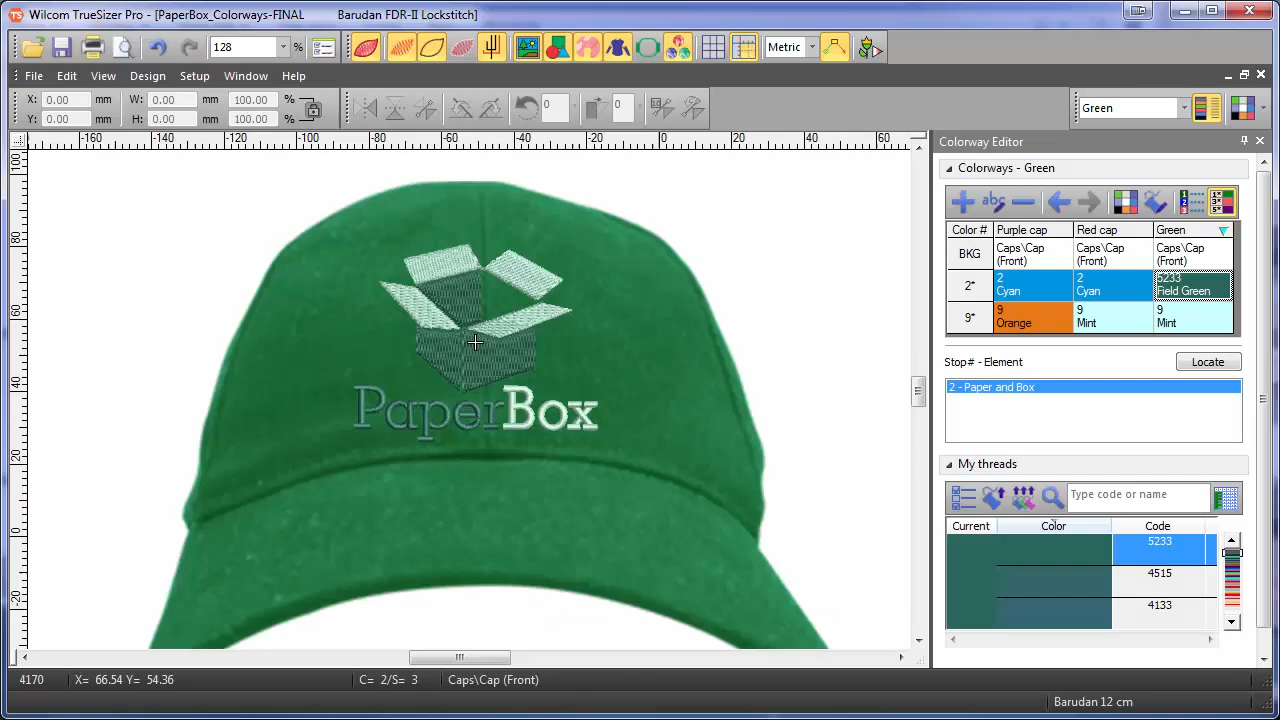 Wilcom TrueSizer Pro - [PaperBox_Colorways-FINAL Barudan FDR-II Lockstitch]
128 %
Metric
File Edit View Design Setup Window Help
X: 0.00 mm W: 0.00 mm 100.00 % 0 0
Y: 0.00 mm H: 0.00 mm 100.00 %
Green
-160 -140 -120 -100 -80 -60 -40 -20 0 20 40 60
100
80
60
40
20
0
-20
PaperBox
Colorway Editor
Colorways - Green
abc
Color # Purple cap Red cap Green
BKG Caps\Cap (Front) Caps\Cap (Front) Caps\Cap (Front)
2* 2 Cyan 2 Cyan 5233 Field Green
9* 9 Orange 9 Mint 9 Mint
Stop# - Element Locate
2 - Paper and Box
My threads
Type code or name
Current Color Code
5233
4515
4133
4170 X= 66.54 Y= 54.36 C= 2/S= 3 Caps\Cap (Front)
Barudan 12 cm